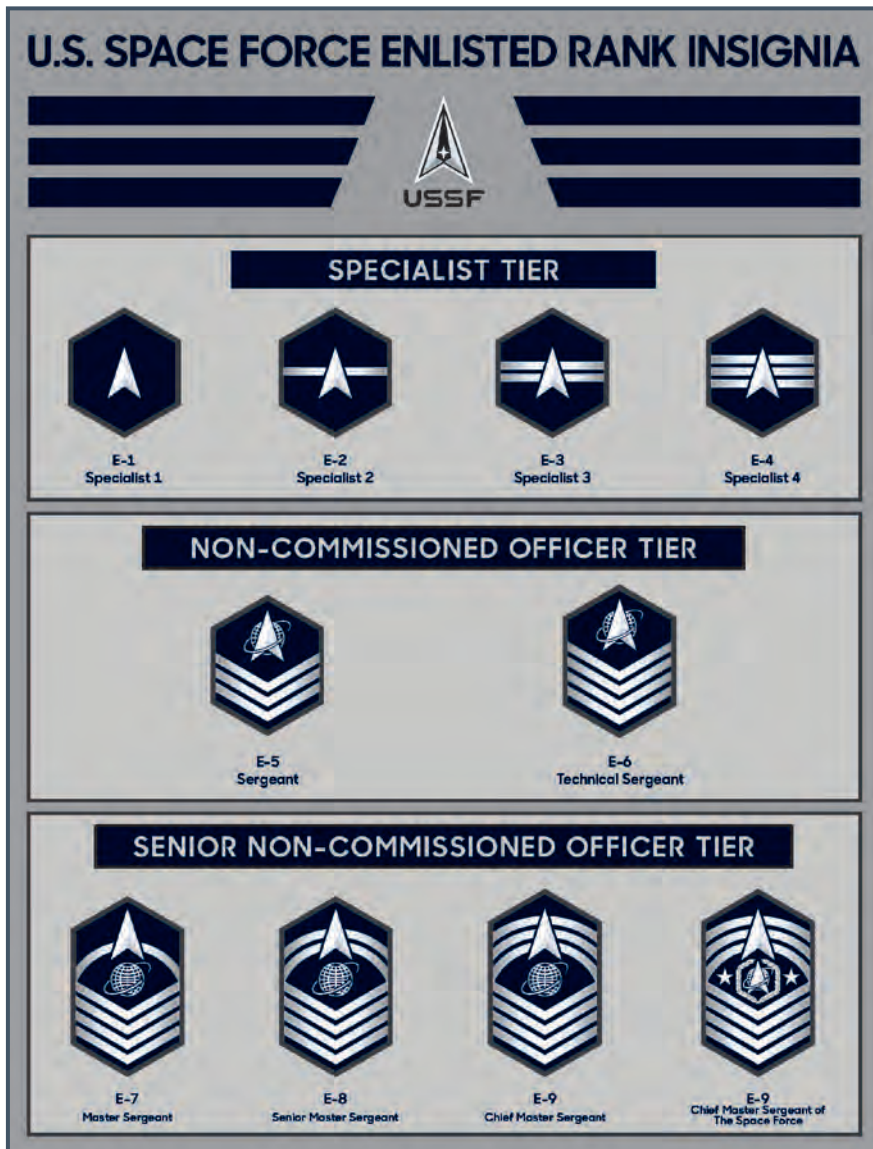 U.S. SPACE FORCE ENLISTED RANK INSIGNIA
USSF
SPECIALIST TIER
E-1
Specialist 1
E-2
Specialist 2
E-3
Specialist 3
E-4
Specialist 4
NON-COMMISSIONED OFFICER TIER
E-5
Sergeant
E-6
Technical Sergeant
SENIOR NON-COMMISSIONED OFFICER TIER
E-7
Master Sergeant
E-8
Senior Master Sergeant
E-9
Chief Master Sergeant
E-9
Chief Master Sergeant of
The Space Force